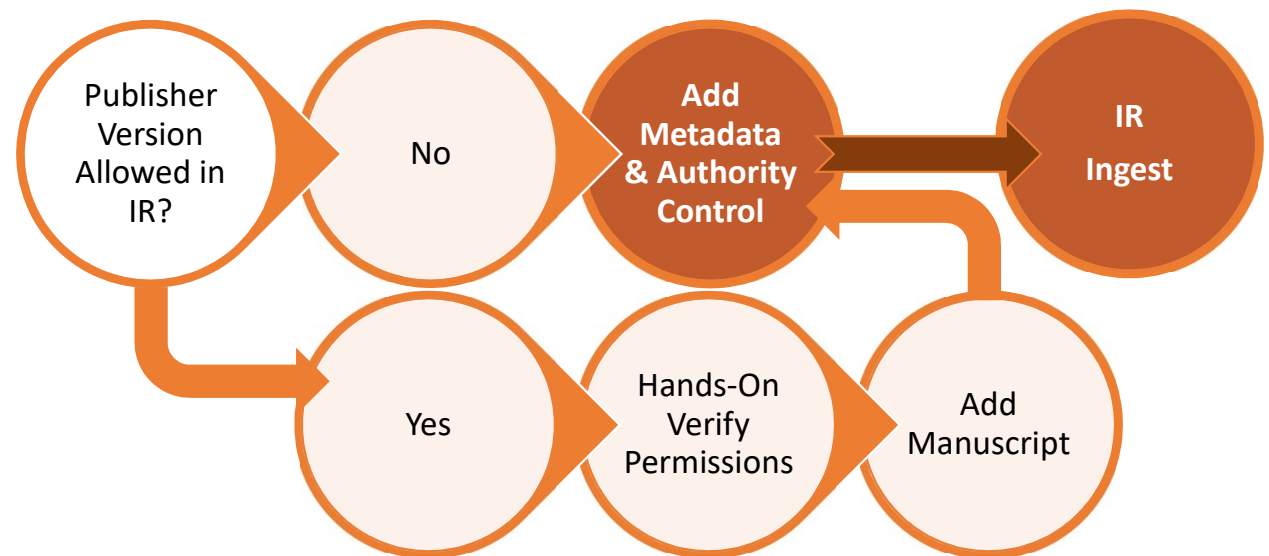 Publisher
Version
Allowed in
IR?
No
Add
Metadata
& Authority
Control
IR
Ingest
Yes
Hands-On
Verify
Permissions
Add
Manuscript